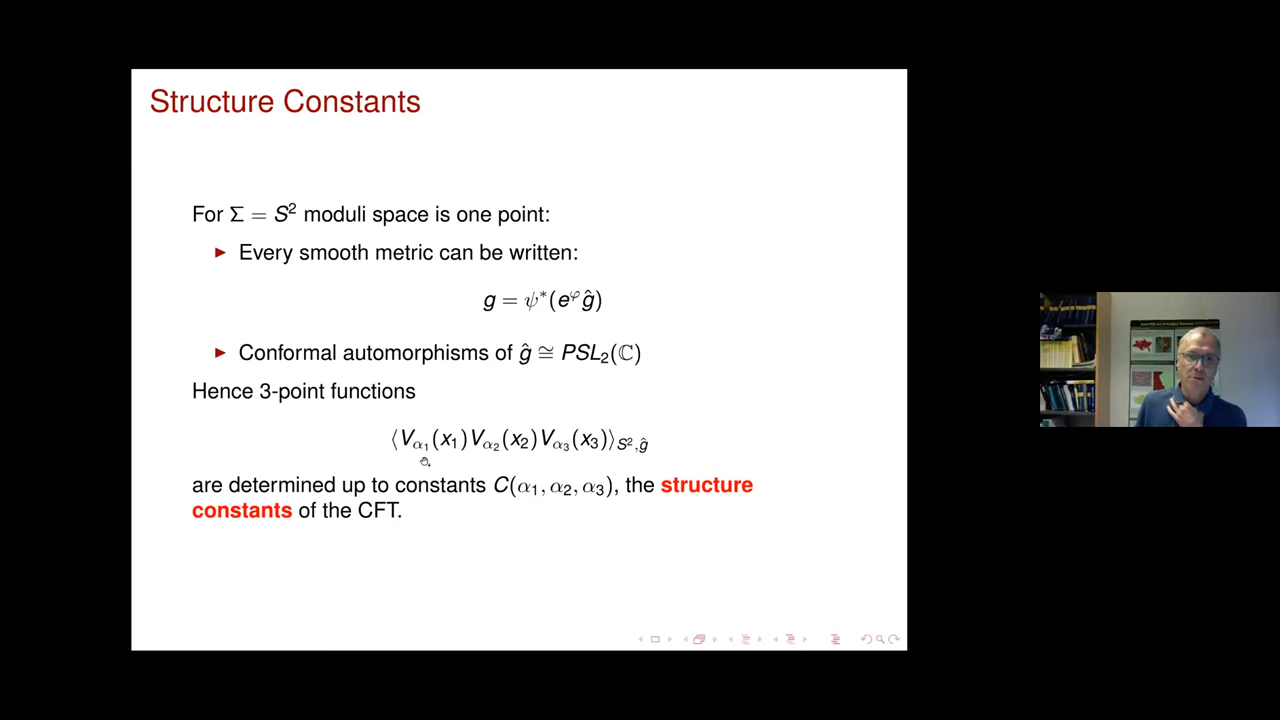 Structure Constants
For Σ = S² moduli space is one point:
▶ Every smooth metric can be written:
g = ψ*(e^φ ĝ)
▶ Conformal automorphisms of ĝ ≅ PSL₂(ℂ)
Hence 3-point functions
⟨V_{α₁}(x₁)V_{α₂}(x₂)V_{α₃}(x₃)⟩_{S²,ĝ}
are determined up to constants C(α₁, α₂, α₃), the structure
constants of the CFT.